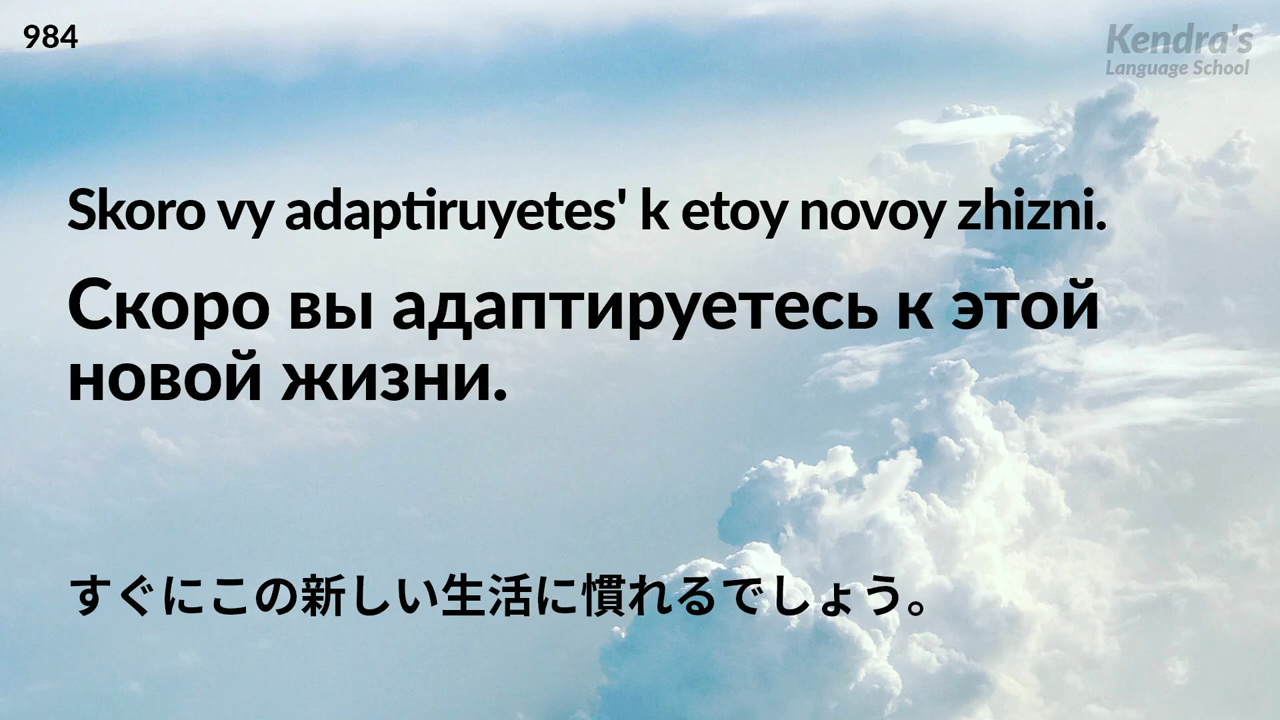 984
Kendra's
Language School
Skoro vy adaptiruyetes' k etoy novoy zhizni.
Скоро вы адаптируетесь к этой
новой жизни.
すぐにこの新しい生活に慣れるでしょう。